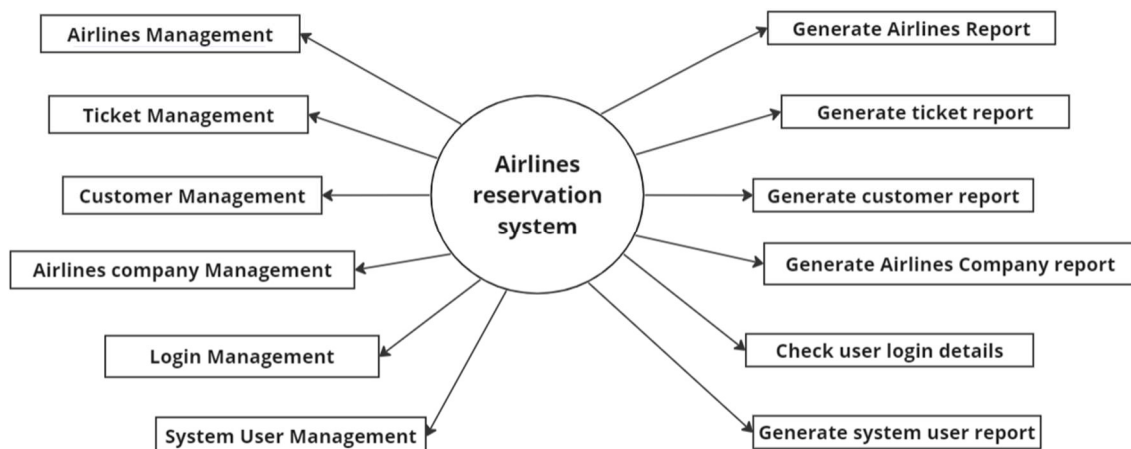 Airlines Management
Ticket Management
Customer Management
Airlines company Management
Login Management
System User Management
Airlines
reservation
system
Generate Airlines Report
Generate ticket report
Generate customer report
Generate Airlines Company report
Check user login details
Generate system user report